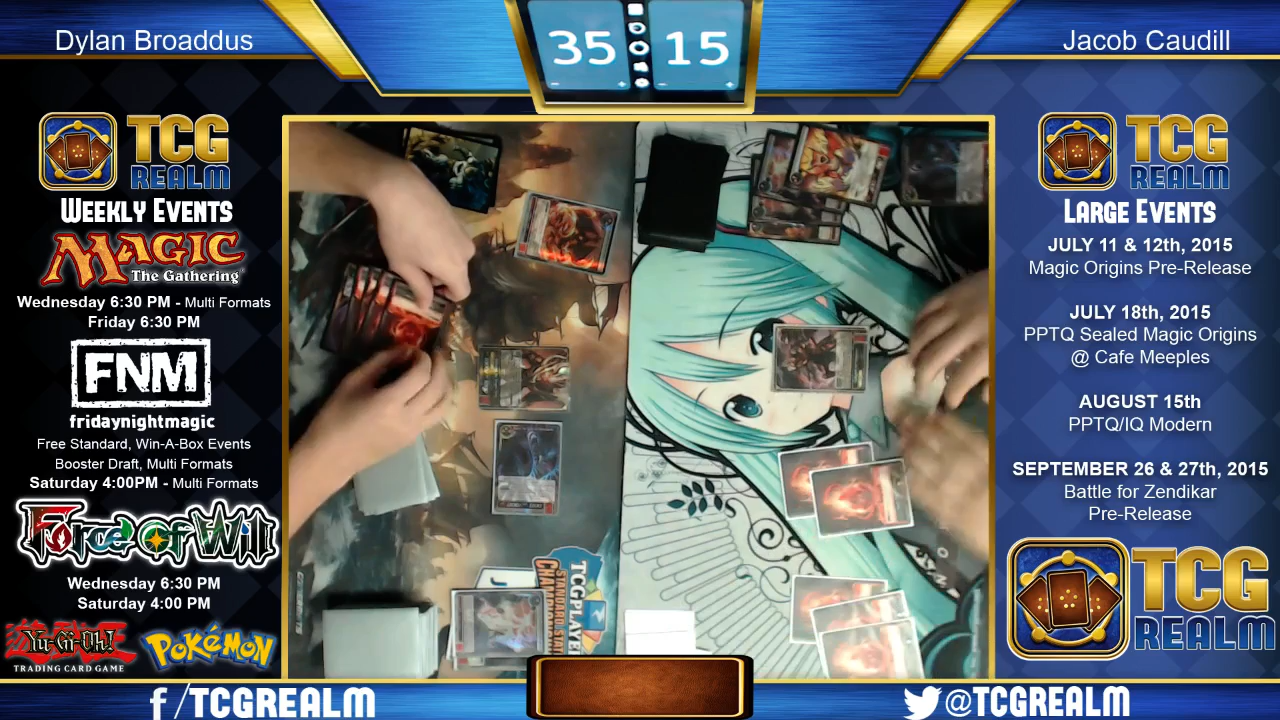 Dylan Broaddus
35 15
Jacob Caudill
TCG
REALM
WEEKLY EVENTS
MAGIC
The Gathering
Wednesday 6:30 PM - Multi Formats
Friday 6:30 PM
FNM
fridaynightmagic
Free Standard, Win-A-Box Events
Booster Draft, Multi Formats
Saturday 4:00PM - Multi Formats
Force of Will
Wednesday 6:30 PM
Saturday 4:00 PM
Yu-Gi-Oh!
TRADING CARD GAME
POKéMON
TCGPLAYER
TCG
REALM
LARGE EVENTS
JULY 11 & 12th, 2015
Magic Origins Pre-Release
JULY 18th, 2015
PPTQ Sealed Magic Origins
@ Cafe Meeples
AUGUST 15th
PPTQ/IQ Modern
SEPTEMBER 26 & 27th, 2015
Battle for Zendikar
Pre-Release
TCG
REALM
f/TCGREALM
@TCGREALM